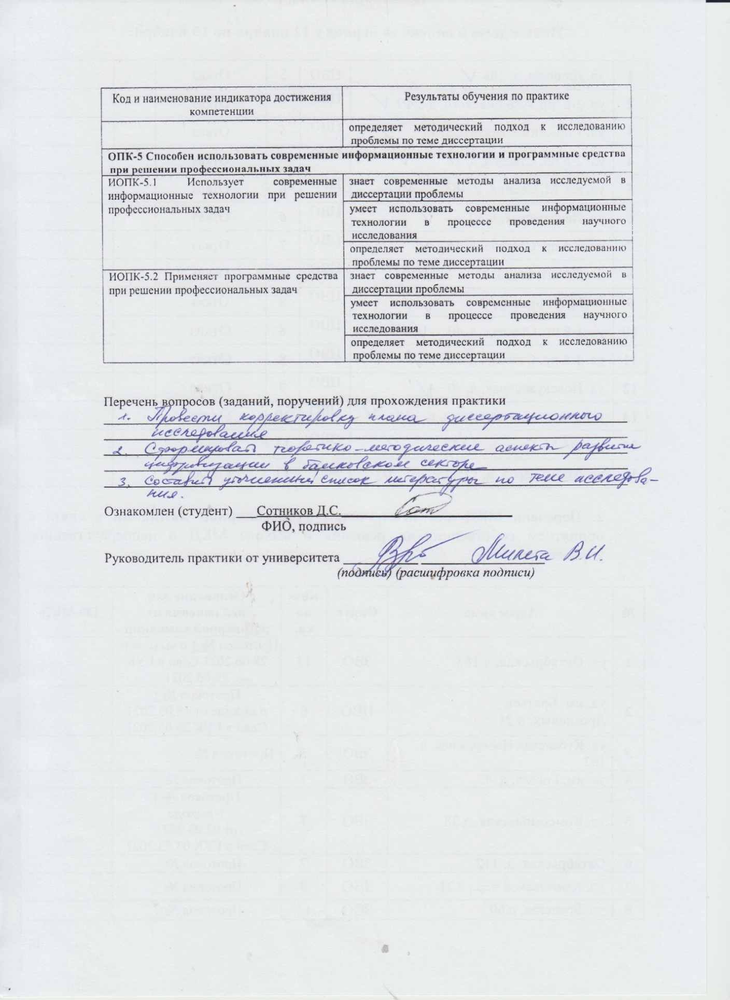 Код и наименование индикатора достижения
компетенции
Результаты обучения по практике
определяет методический подход к исследованию
проблемы по теме диссертации
ОПК-5 Способен использовать современные информационные технологии и программные средства
при решении профессиональных задач
ИОПК-5.1 Использует современные
информационные технологии при решении
профессиональных задач
знает современные методы анализа исследуемой в
диссертации проблемы
умеет использовать современные информационные
технологии в процессе проведения научного
исследования
определяет методический подход к исследованию
проблемы по теме диссертации
ИОПК-5.2 Применяет программные средства
при решении профессиональных задач
знает современные методы анализа исследуемой в
диссертации проблемы
умеет использовать современные информационные
технологии в процессе проведения научного
исследования
определяет методический подход к исследованию
проблемы по теме диссертации
Перечень вопросов (заданий, поручений) для прохождения практики
1. Провести корректировку плана диссертационного
исследования
2. Сформировать теоретико-методические аспекты развития
цифровизации в банковском секторе
3. Составить уточненный список литературы по теме исследова-
ния.
Ознакомлен (студент) Сотников Д.С.
ФИО, подпись
Руководитель практики от университета В.И.
(подпись) (расшифровка подписи)